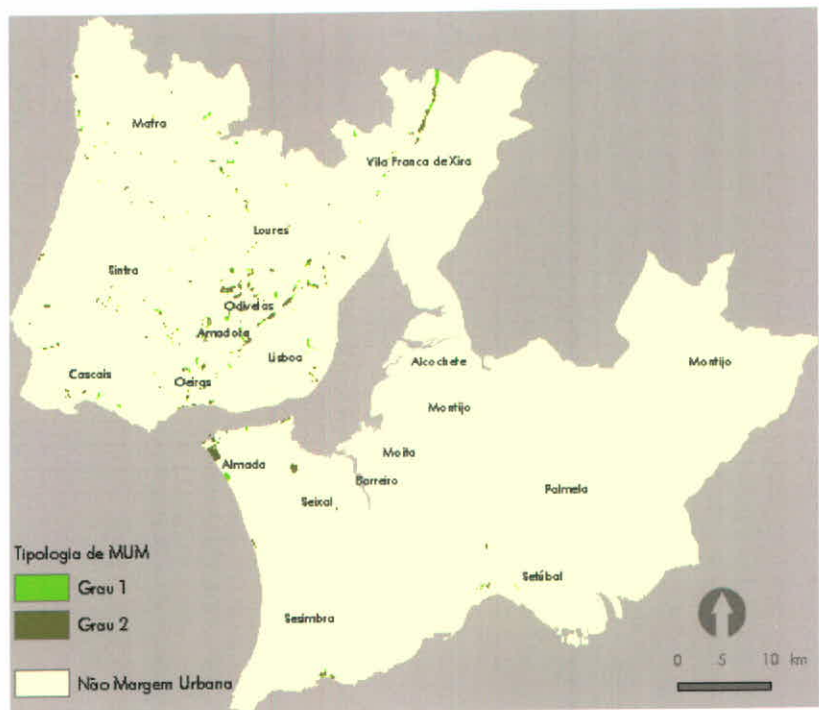 Mafra
Vila Franca de Xira
Loures
Sintra
Odivelas
Amadora
Lisboa
Cascais
Oeiras
Alcochete
Montijo
Montijo
Moita
Almada
Barreiro
Seixal
Palmela
Setúbal
Sesimbra
Tipologia de MUM
Grau 1
Grau 2
Não Margem Urbana
0 5 10 km